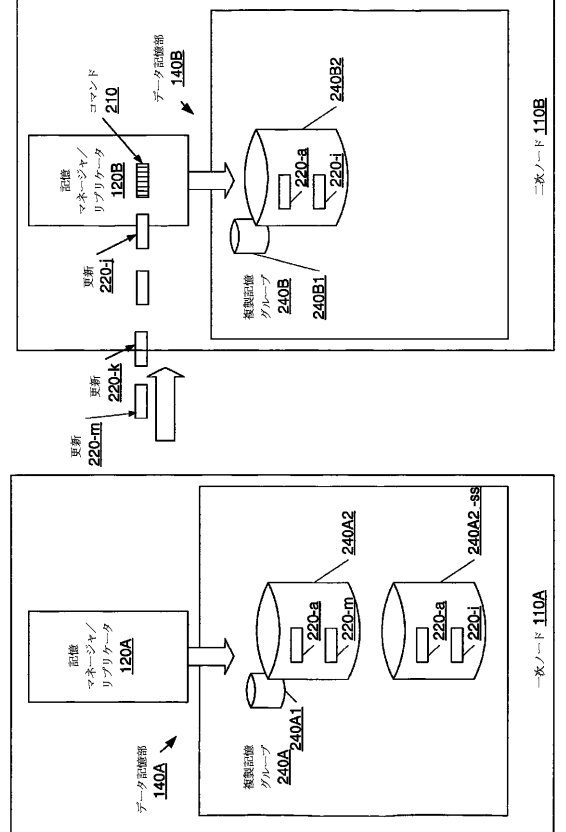 データ記憶部
140A
記憶
マネージャ/
リプリケータ
120A
複製記憶
グループ
240A
240A1
220-a
220-m
240A2
220-a
220-i
240A2-ss
一次ノード 110A
更新
220-m
更新
220-k
更新
220-j
コマンド
210
記憶
マネージャ/
リプリケータ
120B
データ記憶部
140B
複製記憶
グループ
240B
240B1
220-a
220-i
240B2
二次ノード 110B